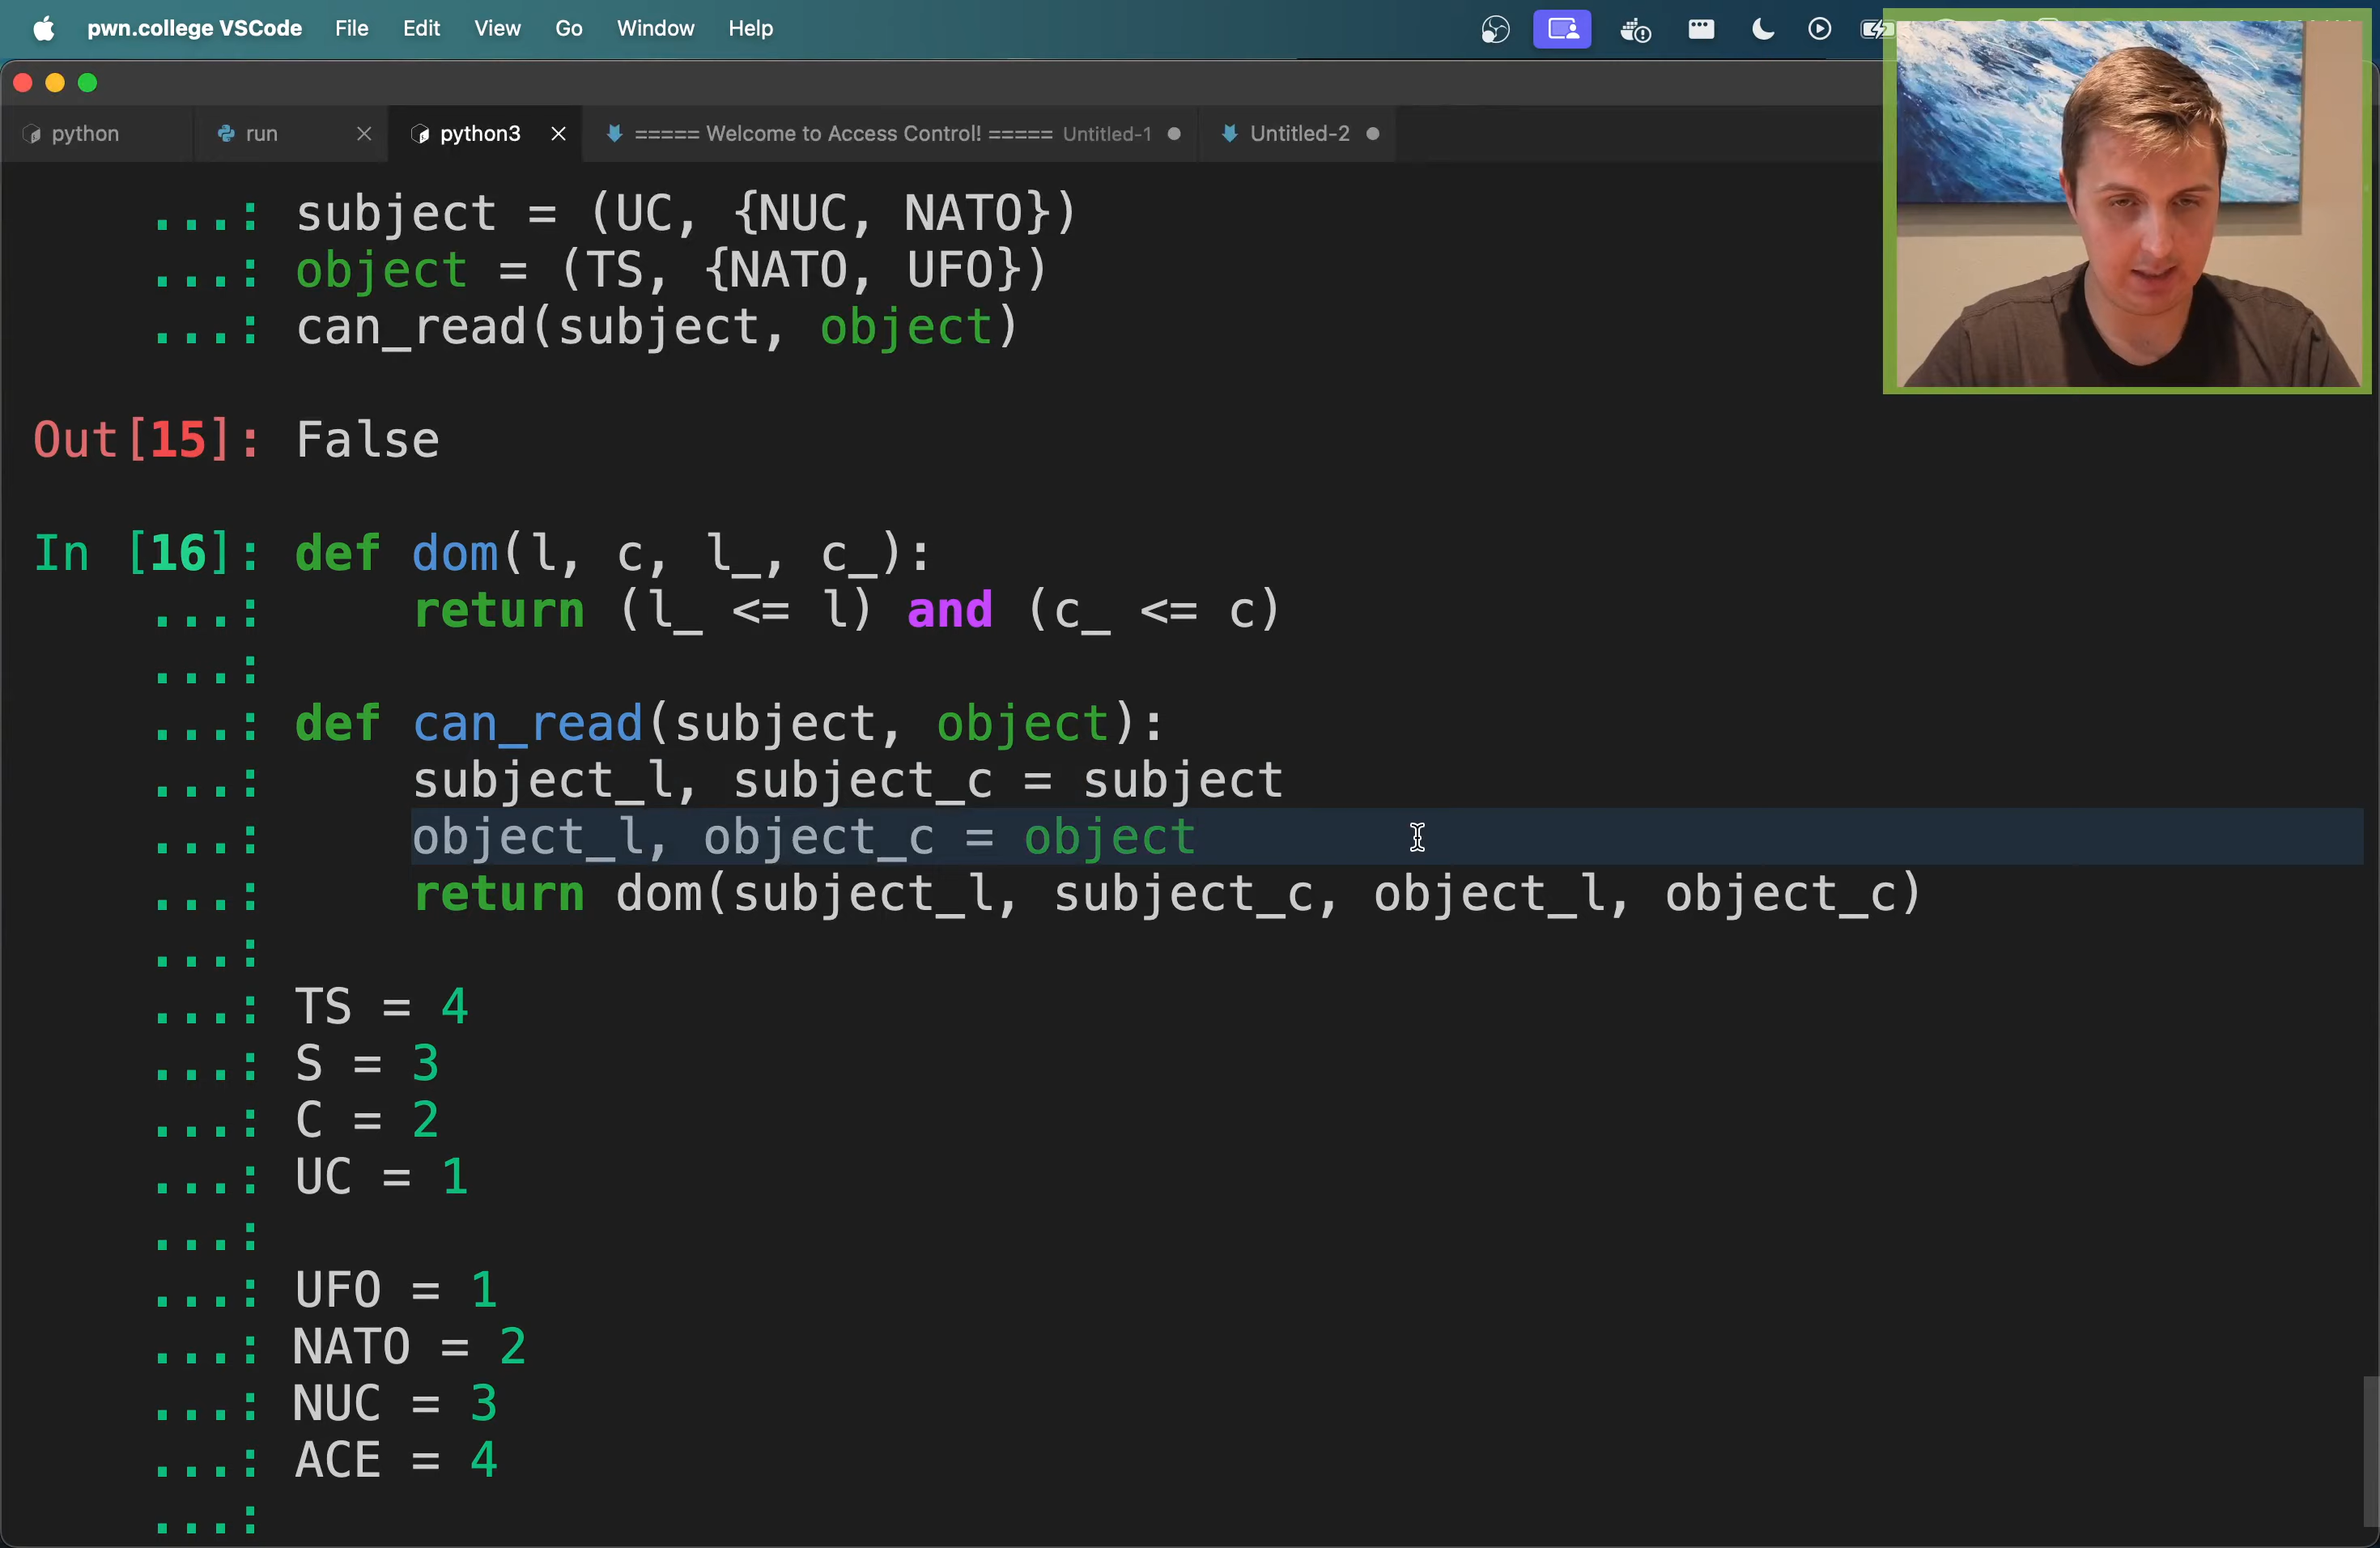 pwn.college VSCode File Edit View Go Window Help
python run python3 ===== Welcome to Access Control! ===== Untitled-1 Untitled-2
...: subject = (UC, {NUC, NATO})
...: object = (TS, {NATO, UFO})
...: can_read(subject, object)
Out[15]: False
In [16]: def dom(l, c, l_, c_):
...: return (l_ <= l) and (c_ <= c)
...:
...: def can_read(subject, object):
...: subject_l, subject_c = subject
...: object_l, object_c = object
...: return dom(subject_l, subject_c, object_l, object_c)
...:
...: TS = 4
...: S = 3
...: C = 2
...: UC = 1
...:
...: UFO = 1
...: NATO = 2
...: NUC = 3
...: ACE = 4
...: